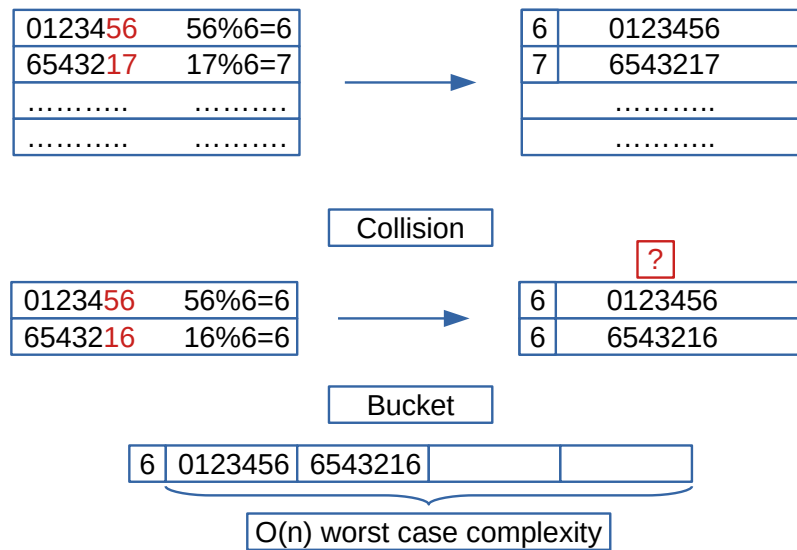 0123456 56%6=6 6 0123456
6543217 17%6=7 7 6543217
……….. ………. ………..
……….. ………. ………..
Collision
?
0123456 56%6=6 6 0123456
6543216 16%6=6 6 6543216
Bucket
6 0123456 6543216
O(n) worst case complexity